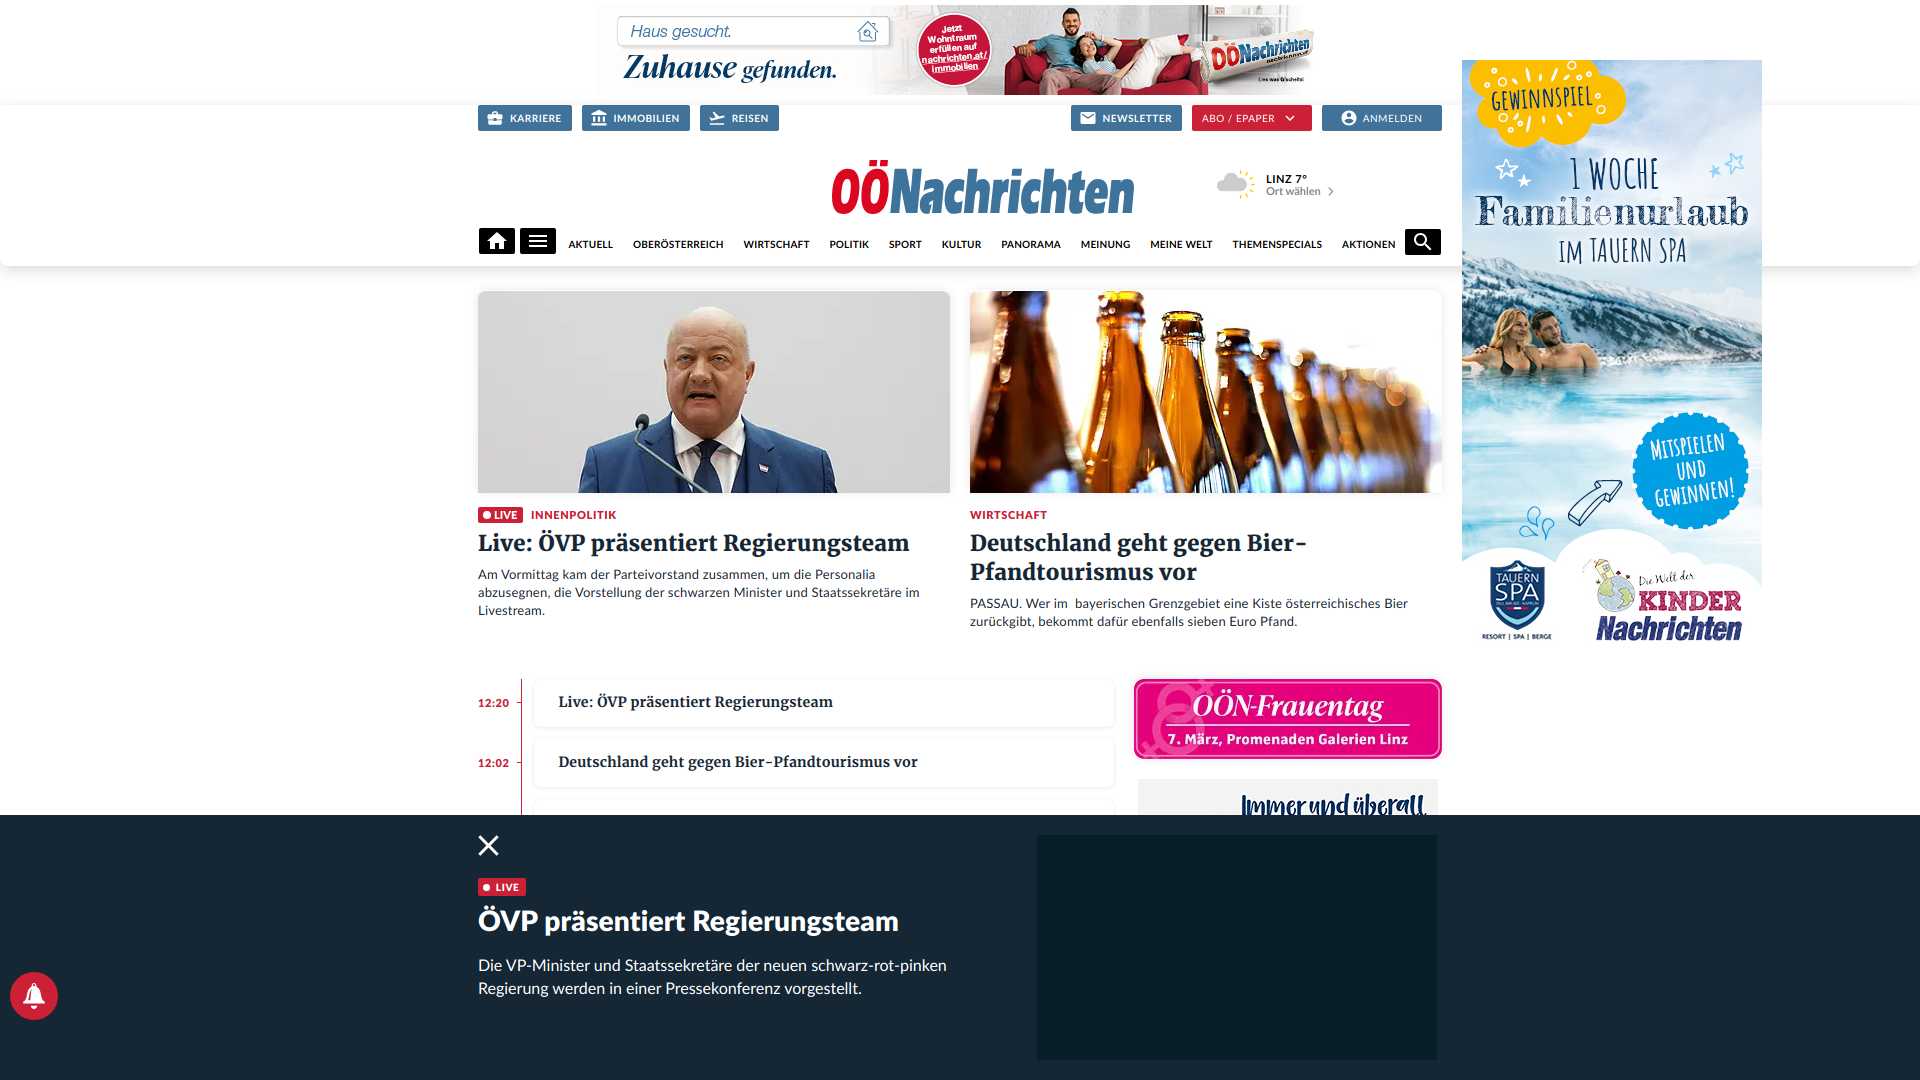 Haus gesucht.
Zuhause gefunden.
Jetzt
Wohntraum
erfüllen auf
nachrichten.at/
immobilien
OÖNachrichten
KARRIERE
IMMOBILIEN
REISEN
NEWSLETTER
ABO / EPAPER
ANMELDEN
OÖNachrichten
LINZ 7°
Ort wählen
AKTUELL
OBERÖSTERREICH
WIRTSCHAFT
POLITIK
SPORT
KULTUR
PANORAMA
MEINUNG
MEINE WELT
THEMENSPECIALS
AKTIONEN
GEWINNSPIEL
1 WOCHE
Familienurlaub
IM TAUERN SPA
MITSPIELEN
UND
GEWINNEN!
TAUERN
SPA
RESORT | SPA | BERGE
Die Welt der
KINDER
Nachrichten
LIVE INNENPOLITIK
Live: ÖVP präsentiert Regierungsteam
Am Vormittag kam der Parteivorstand zusammen, um die Personalia
abzusegnen, die Vorstellung der schwarzen Minister und Staatssekretäre im
Livestream.
WIRTSCHAFT
Deutschland geht gegen Bier-
Pfandtourismus vor
PASSAU. Wer im bayerischen Grenzgebiet eine Kiste österreichisches Bier
zurückgibt, bekommt dafür ebenfalls sieben Euro Pfand.
12:20 Live: ÖVP präsentiert Regierungsteam
12:02 Deutschland geht gegen Bier-Pfandtourismus vor
OÖN-Frauentag
7. März, Promenaden Galerien Linz
Immer und überall
LIVE
ÖVP präsentiert Regierungsteam
Die VP-Minister und Staatssekretäre der neuen schwarz-rot-pinken
Regierung werden in einer Pressekonferenz vorgestellt.